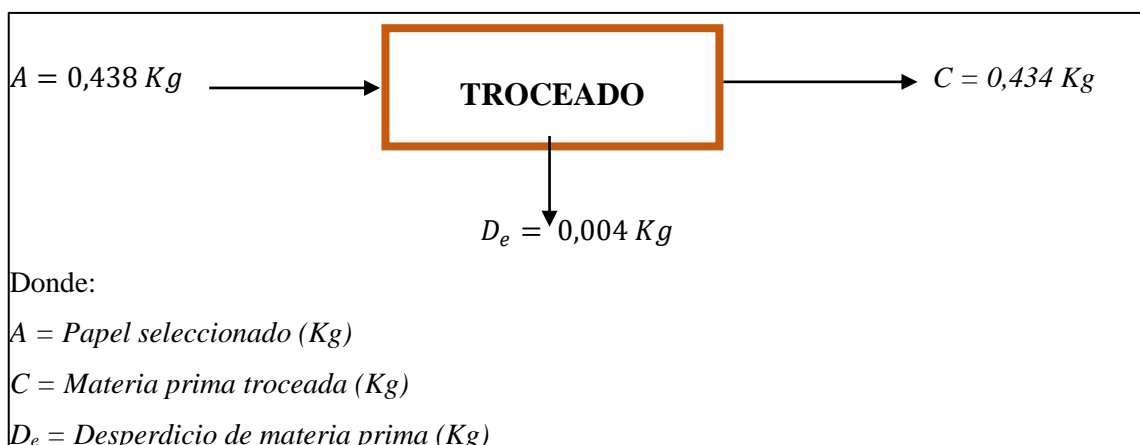 A = 0,438 Kg
TROCEADO
C = 0,434 Kg
Dₑ = 0,004 Kg
Donde:
A = Papel seleccionado (Kg)
C = Materia prima troceada (Kg)
Dₑ = Desperdicio de materia prima (Kg)